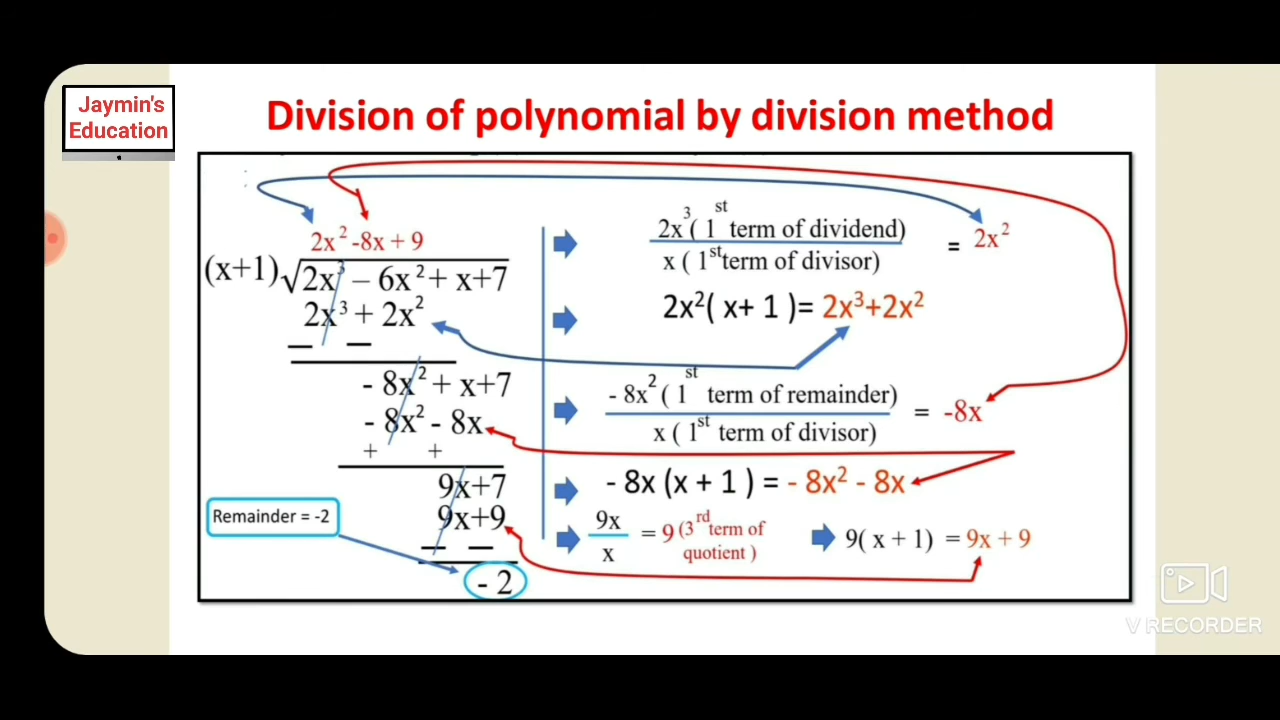 Jaymin's
Education
Division of polynomial by division method
2x² -8x + 9
(x+1)√2x³ – 6x² + x+7
2x³ + 2x²
– –
- 8x² + x+7
- 8x² - 8x
+ +
9x+7
9x+9
– –
- 2
Remainder = -2
2x³ ( 1st term of dividend)
x ( 1st term of divisor)
= 2x²
2x²( x+ 1 )= 2x³+2x²
- 8x² ( 1st term of remainder)
x ( 1st term of divisor)
= -8x
- 8x (x + 1 ) = - 8x² - 8x
9x
x
= 9 (3rd term of
quotient )
9( x + 1) = 9x + 9
V RECORDER